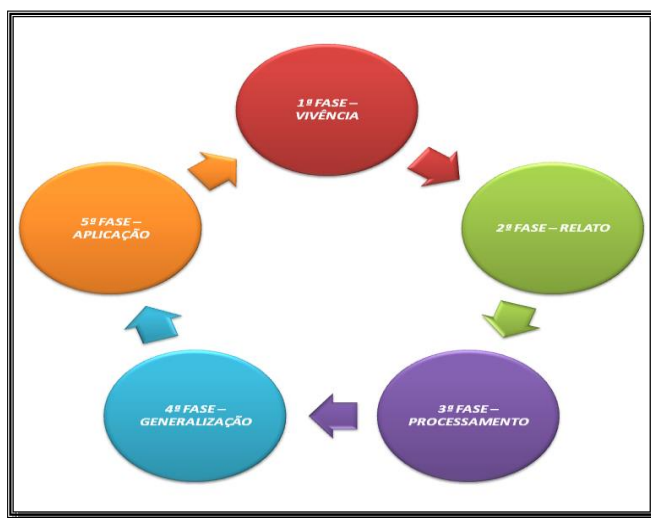 1ª FASE –
VIVÊNCIA
2ª FASE – RELATO
3ª FASE –
PROCESSAMENTO
4ª FASE –
GENERALIZAÇÃO
5ª FASE –
APLICAÇÃO